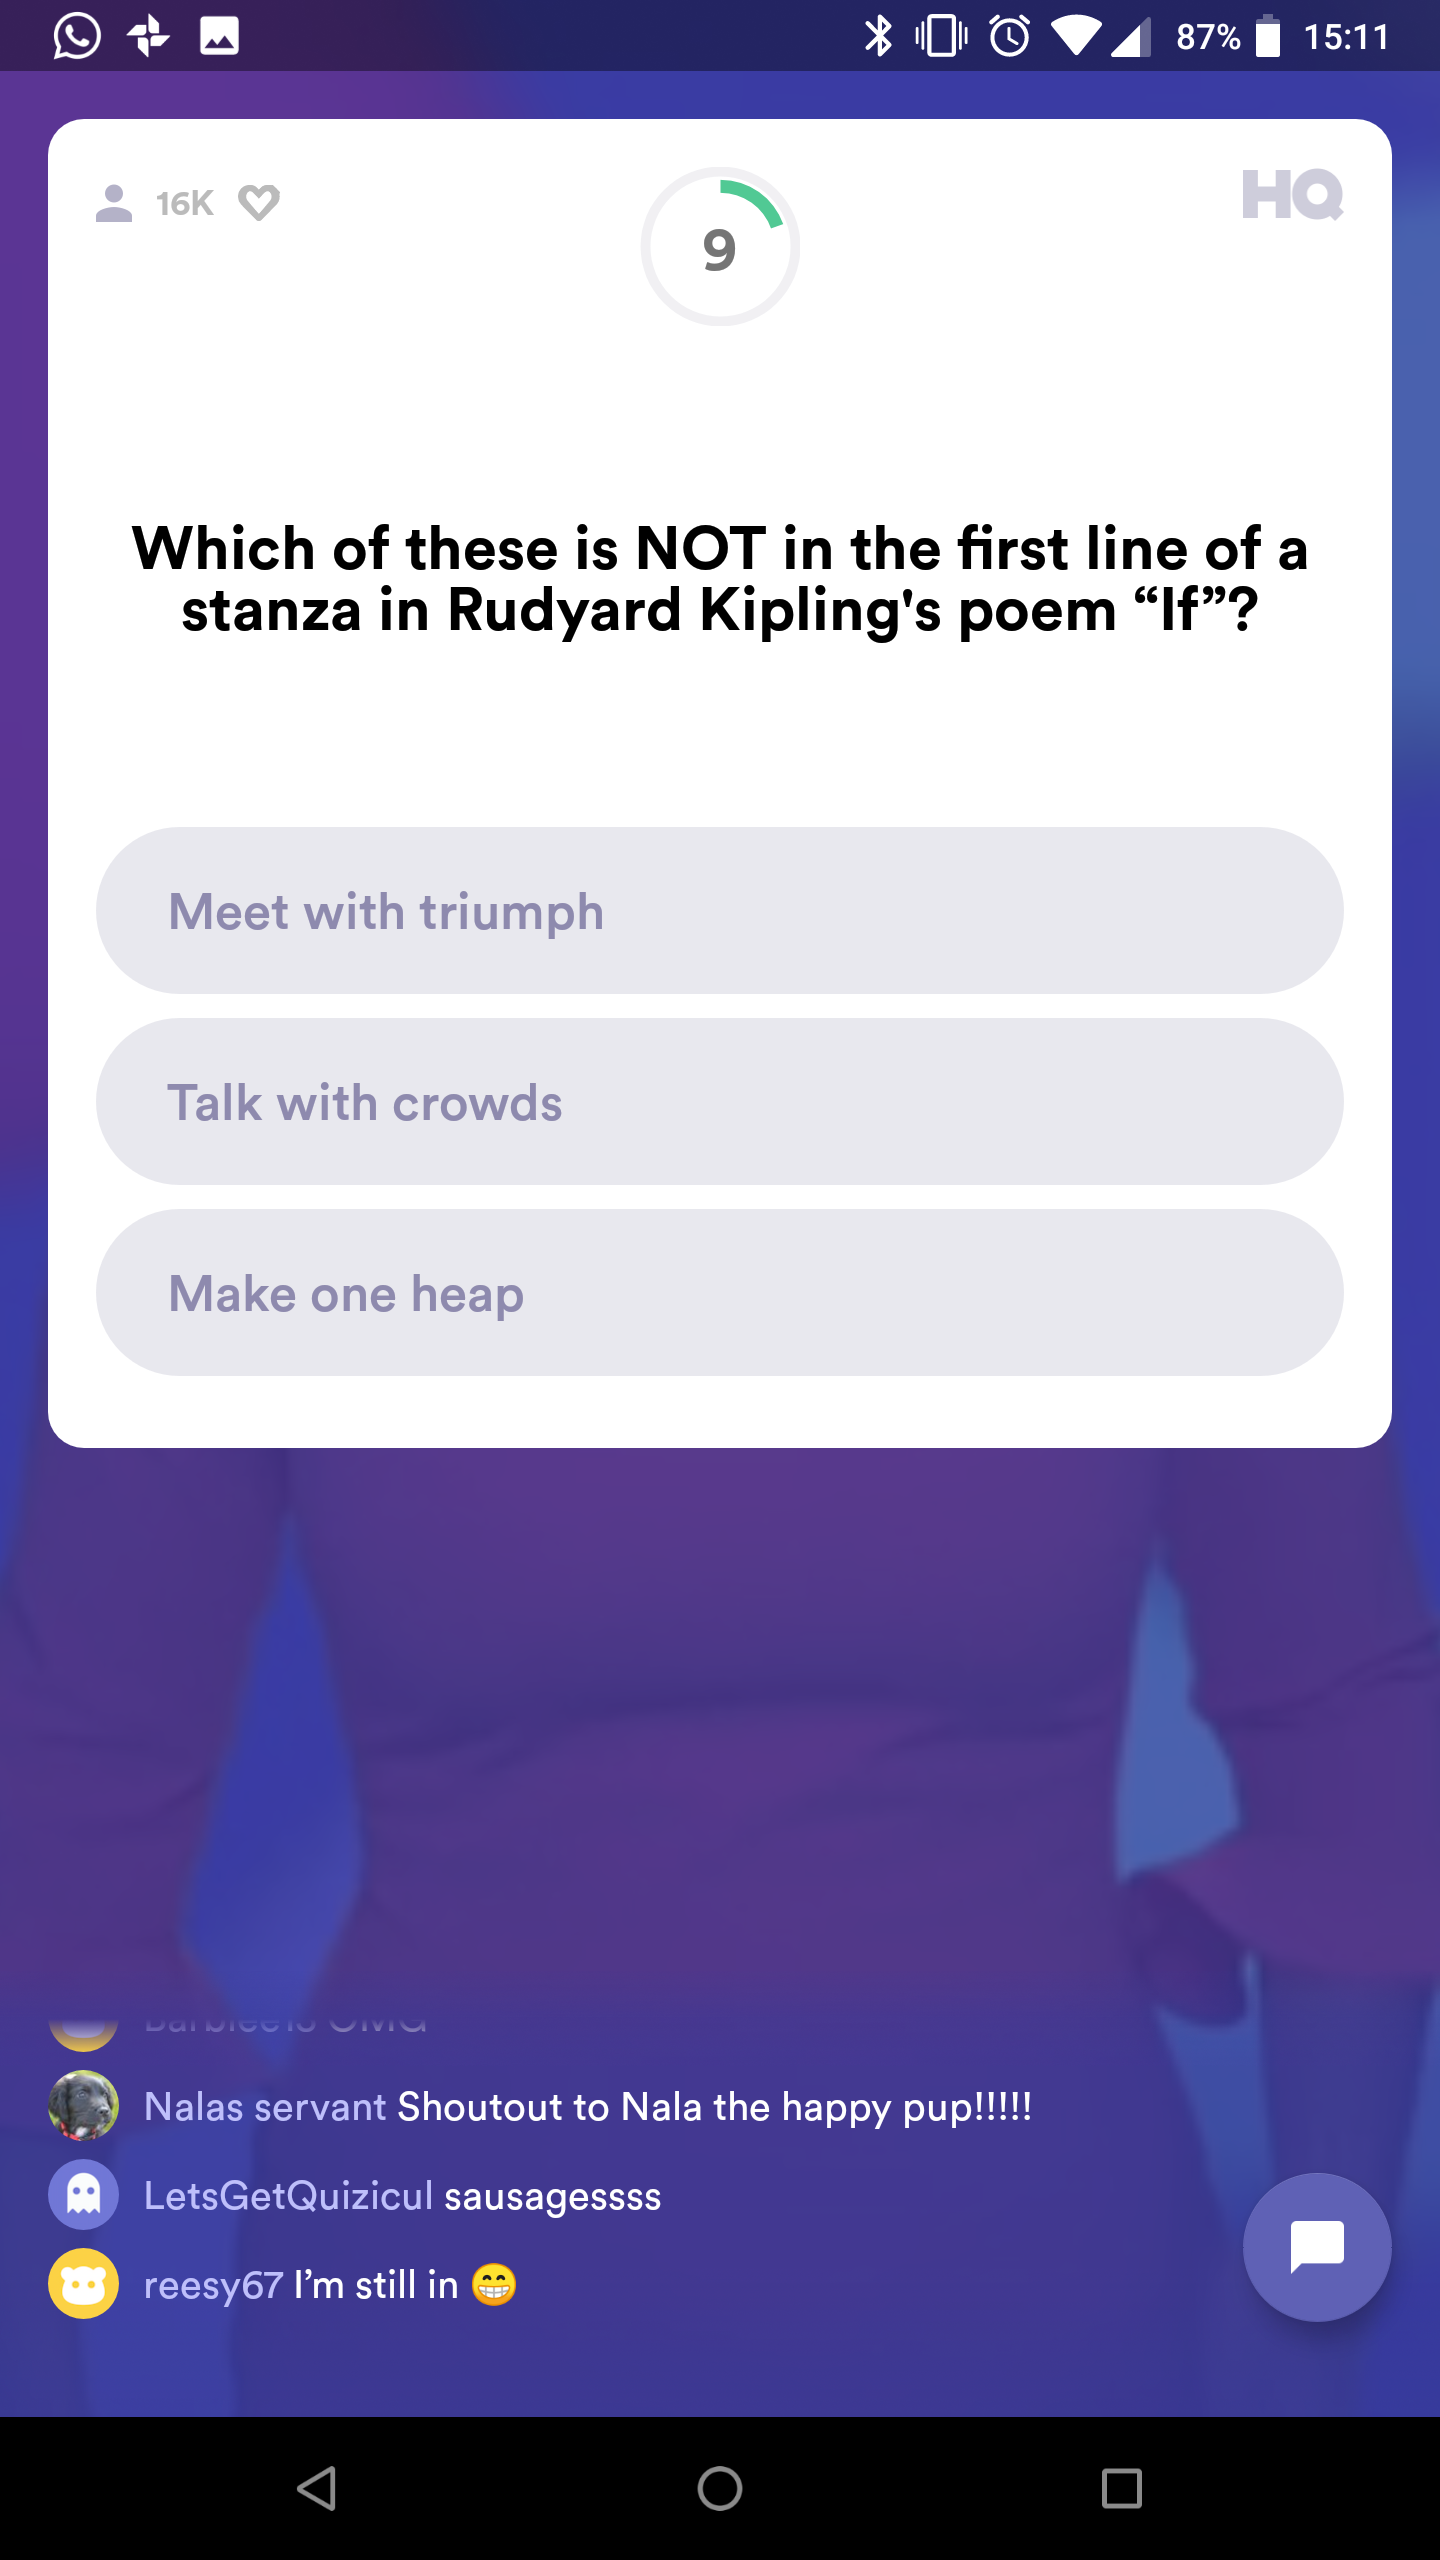 87% 15:11
16K
9
HQ
Which of these is NOT in the first line of a
stanza in Rudyard Kipling's poem “If”?
Meet with triumph
Talk with crowds
Make one heap
Nalas servant Shoutout to Nala the happy pup!!!!!
LetsGetQuizicul sausagessss
reesy67 I’m still in 😁